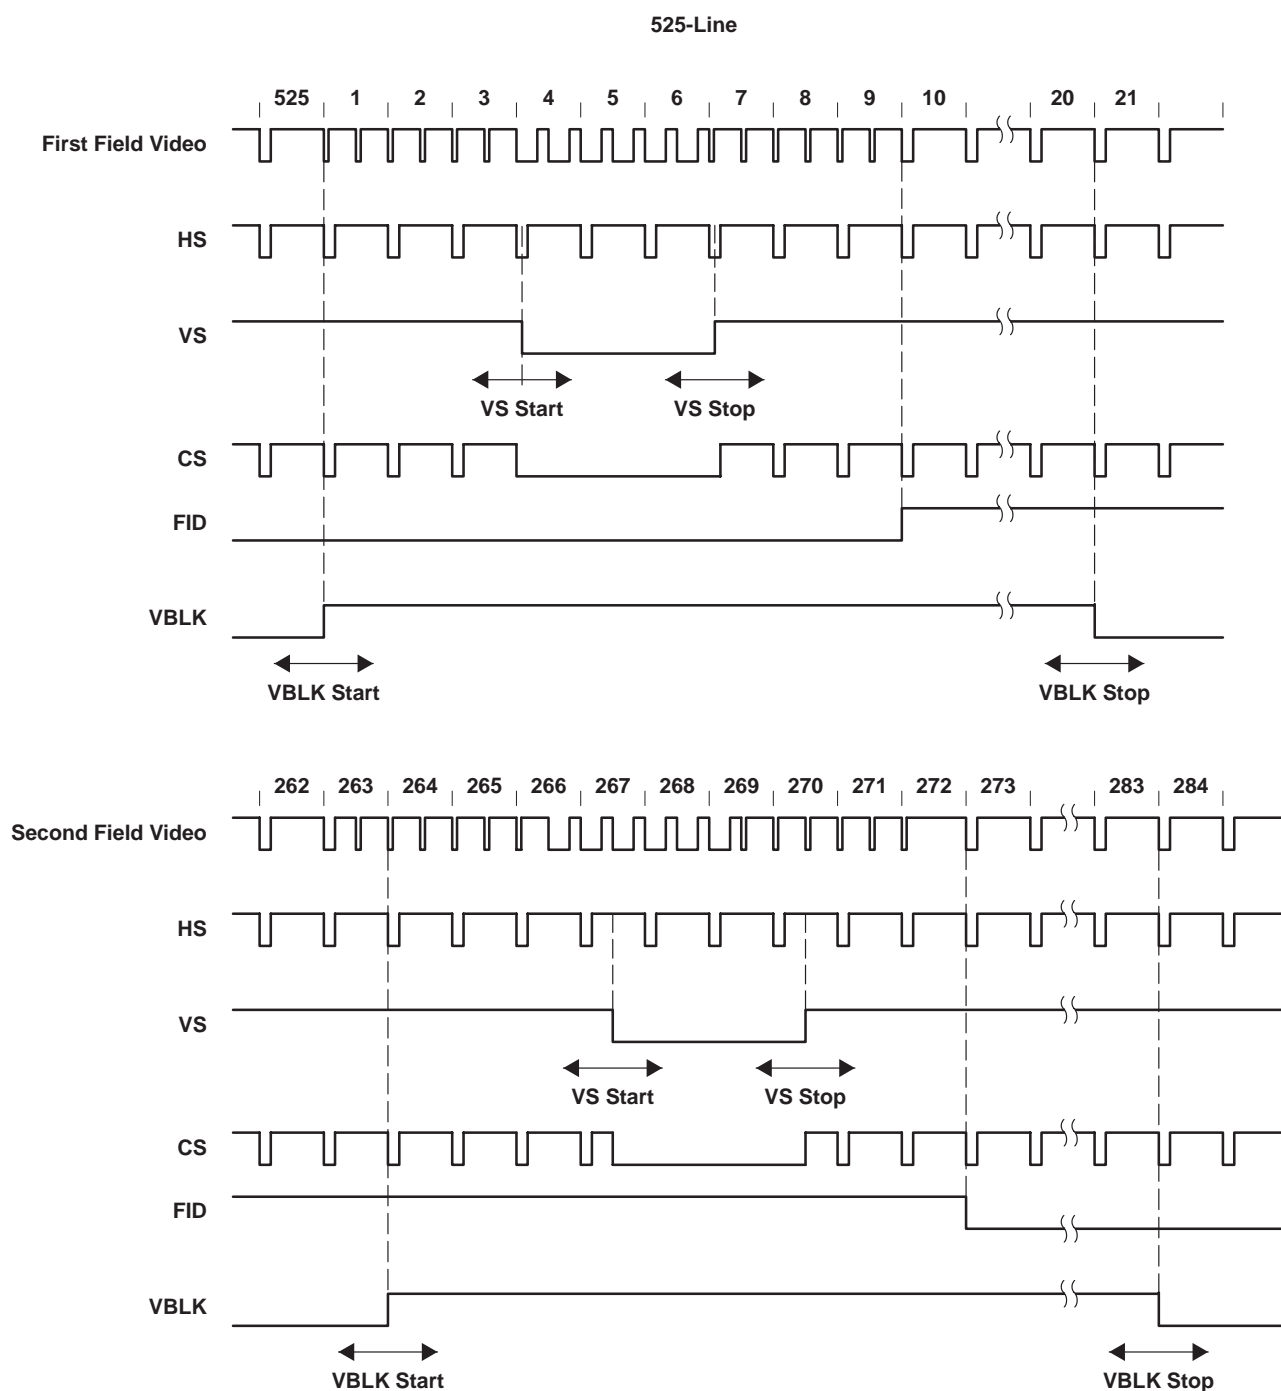 525-Line
525 1 2 3 4 5 6 7 8 9 10 20 21
First Field Video
HS
VS
VS Start VS Stop
CS
FID
VBLK
VBLK Start VBLK Stop
262 263 264 265 266 267 268 269 270 271 272 273 283 284
Second Field Video
HS
VS
VS Start VS Stop
CS
FID
VBLK
VBLK Start VBLK Stop